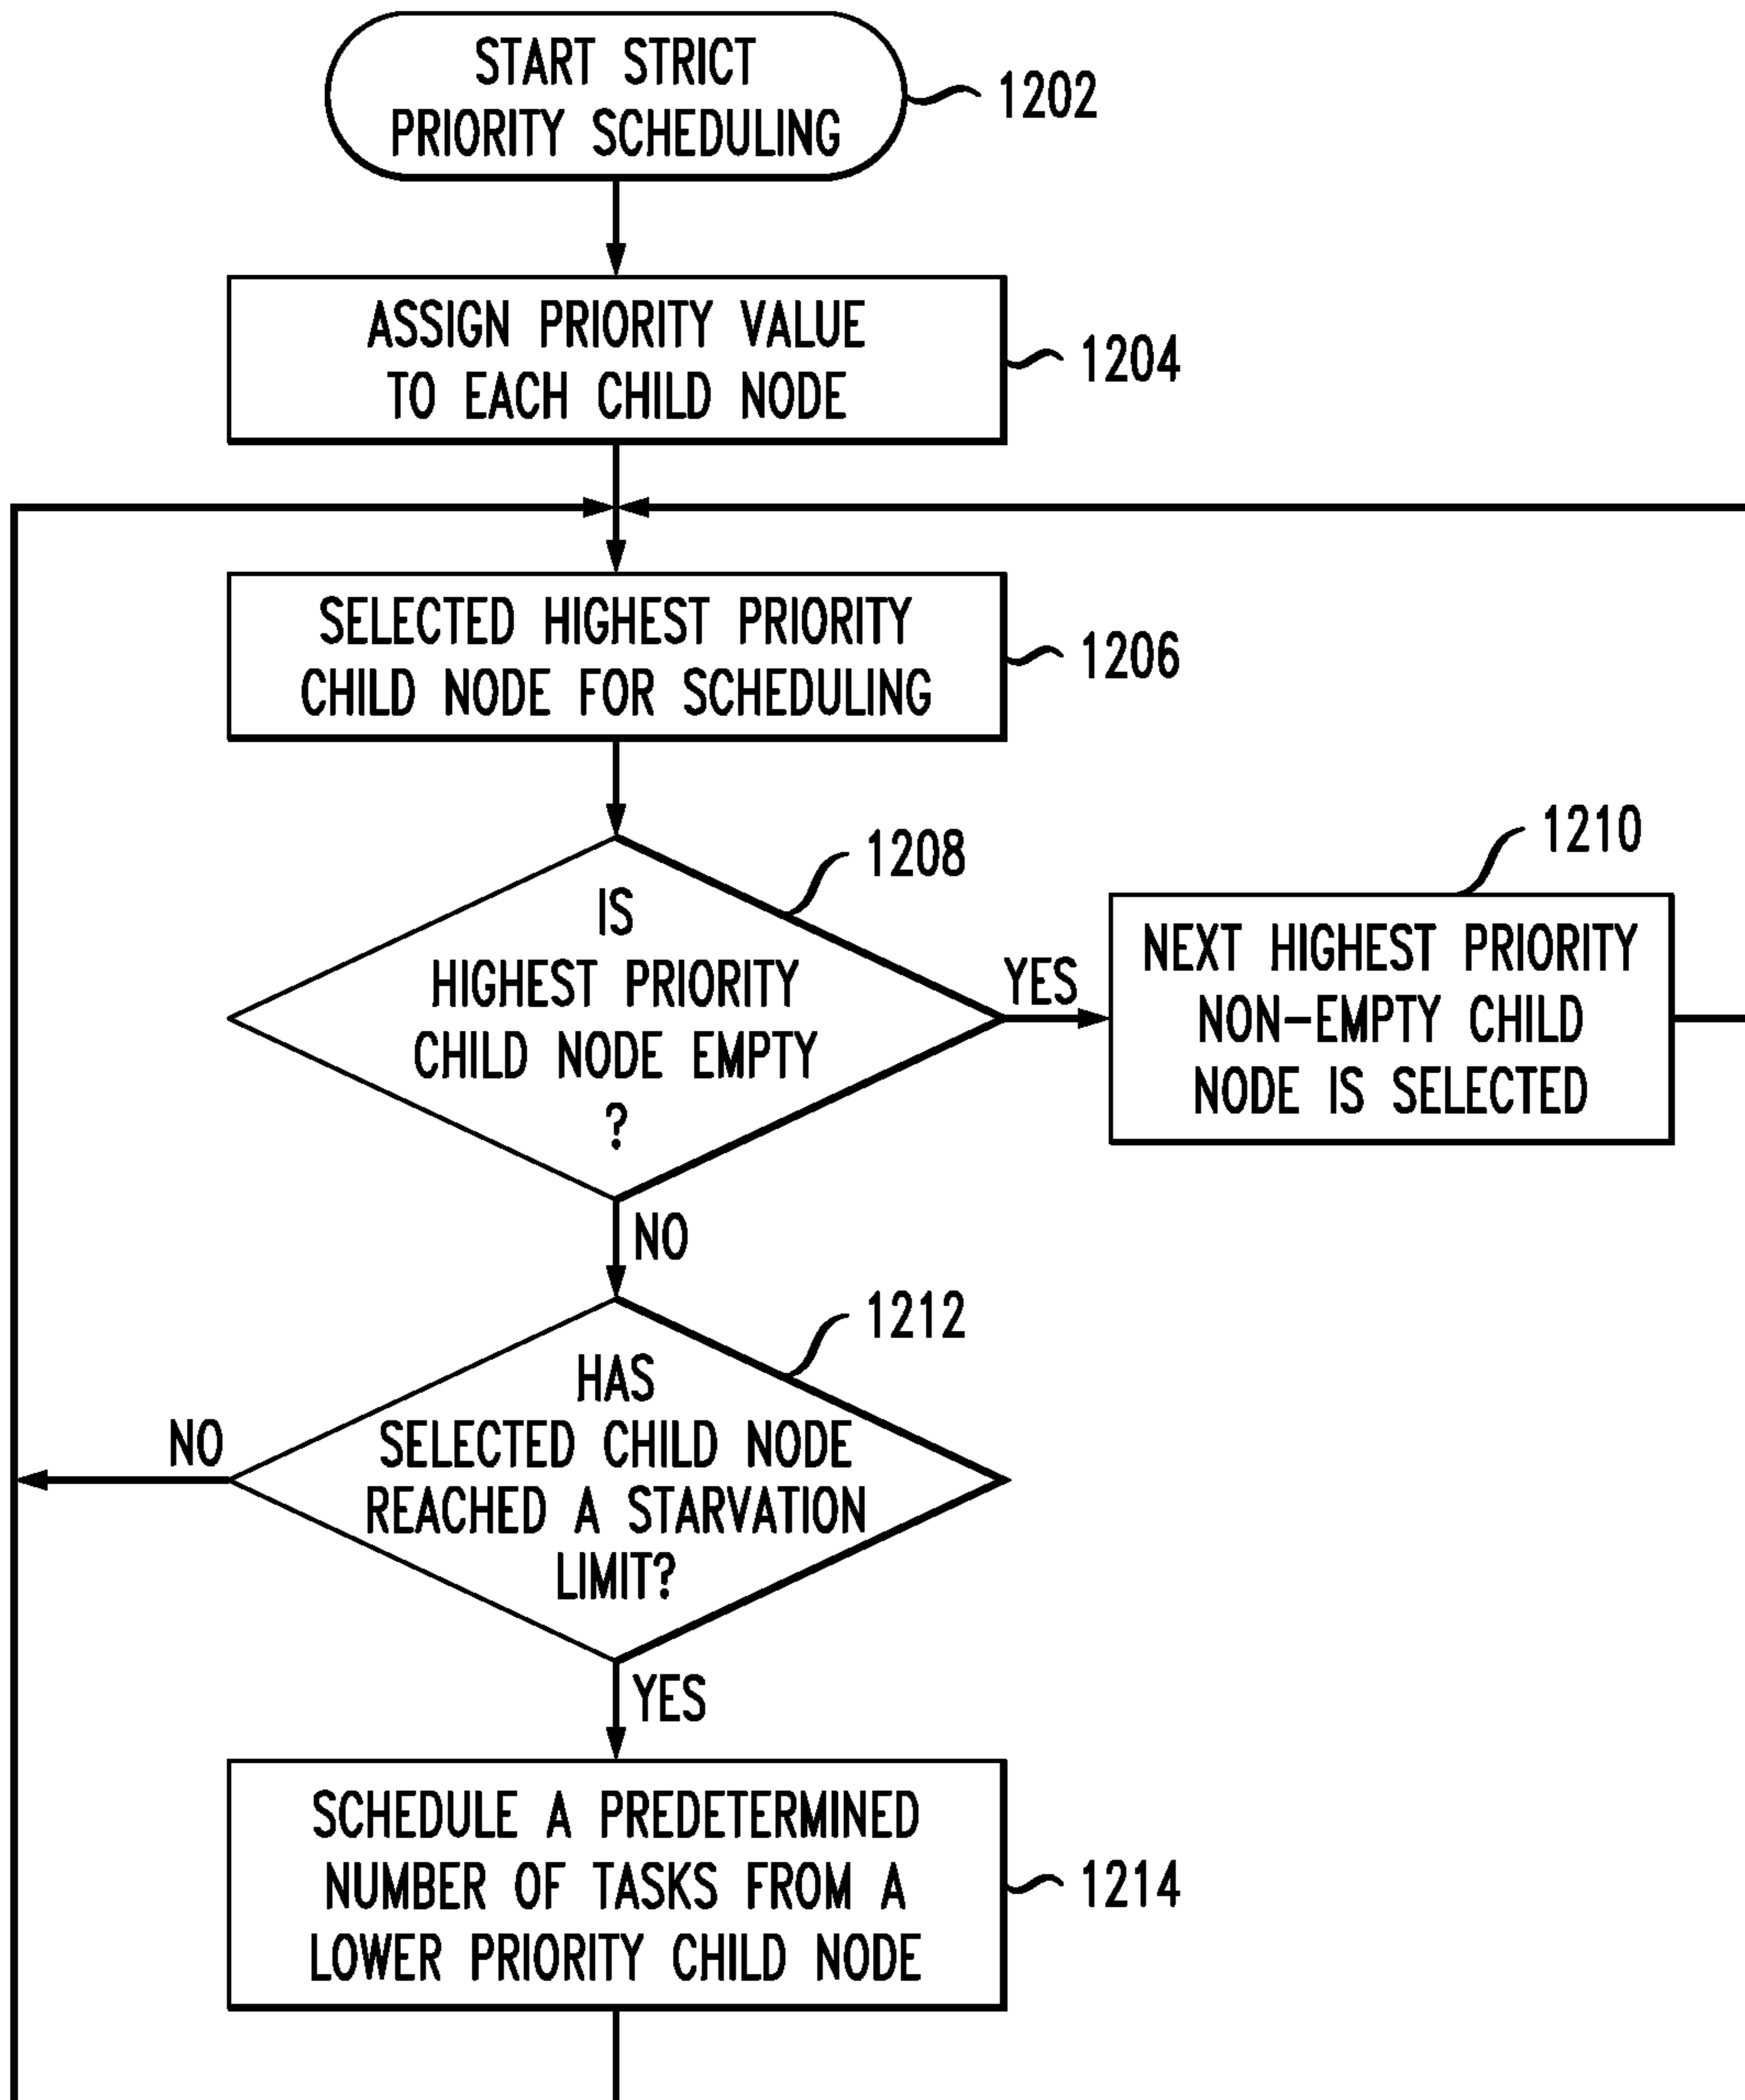 START STRICT
PRIORITY SCHEDULING
1202
ASSIGN PRIORITY VALUE
TO EACH CHILD NODE
1204
SELECTED HIGHEST PRIORITY
CHILD NODE FOR SCHEDULING
1206
1208
IS
HIGHEST PRIORITY
CHILD NODE EMPTY
?
YES
1210
NEXT HIGHEST PRIORITY
NON-EMPTY CHILD
NODE IS SELECTED
NO
1212
HAS
SELECTED CHILD NODE
REACHED A STARVATION
LIMIT?
NO
YES
SCHEDULE A PREDETERMINED
NUMBER OF TASKS FROM A
LOWER PRIORITY CHILD NODE
1214